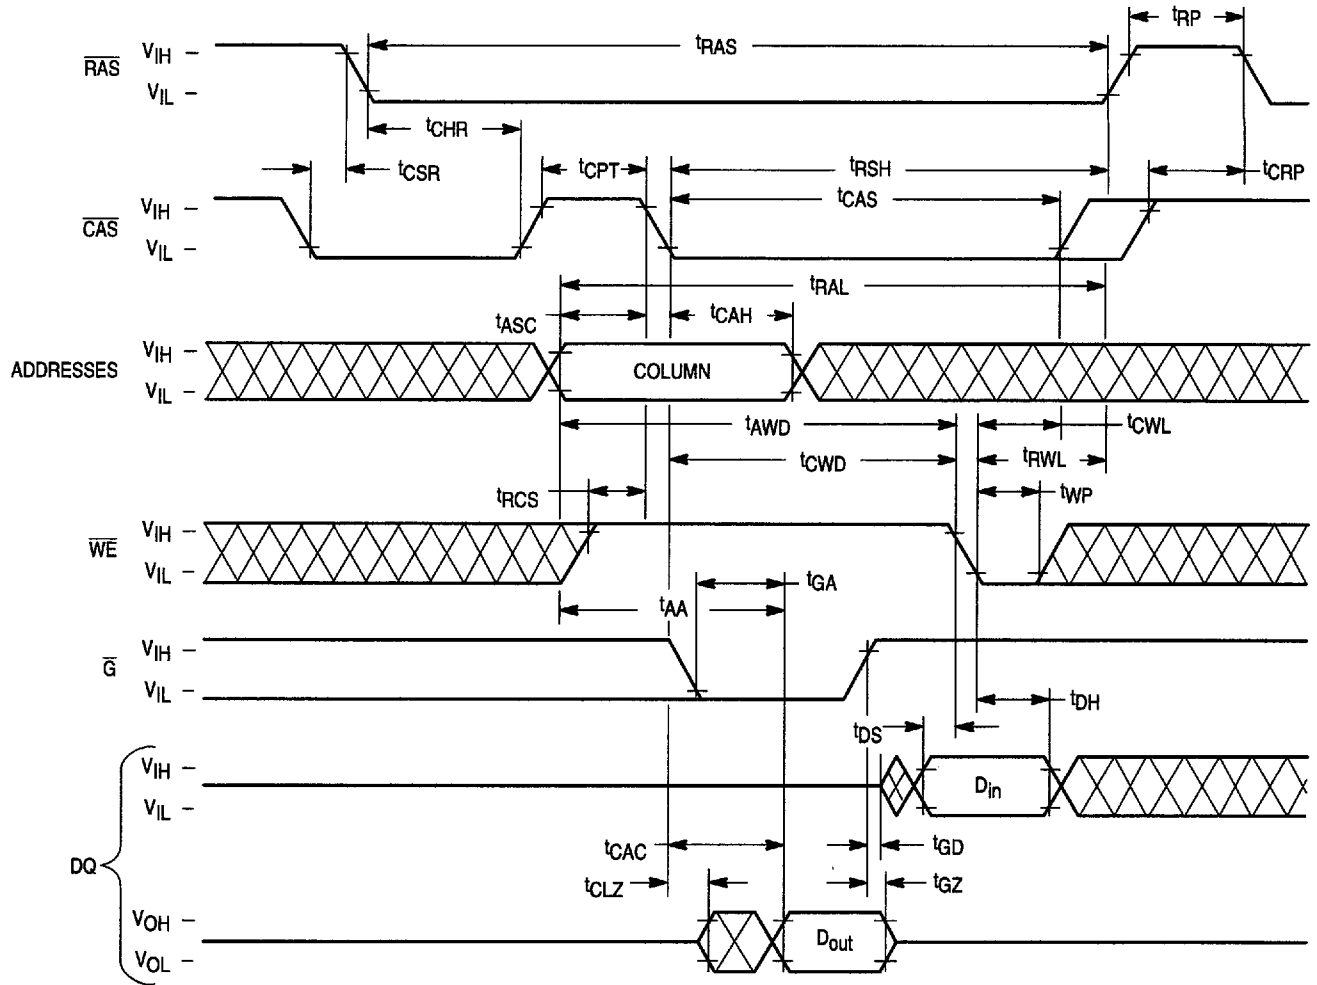 tRP
RAS VIH tRAS
VIL
tCHR
tCSR tCPT tRSH tCRP
CAS VIH tCAS
VIL
tRAL
tASC tCAH
ADDRESSES VIH COLUMN
VIL
tAWD tCWL
tCWD tRWL
tRCS tWP
WE VIH
VIL
tGA
tAA
G VIH
VIL
tDH
tDS
VIH Din
VIL
DQ tCAC tGD
tCLZ tGZ
VOH Dout
VOL